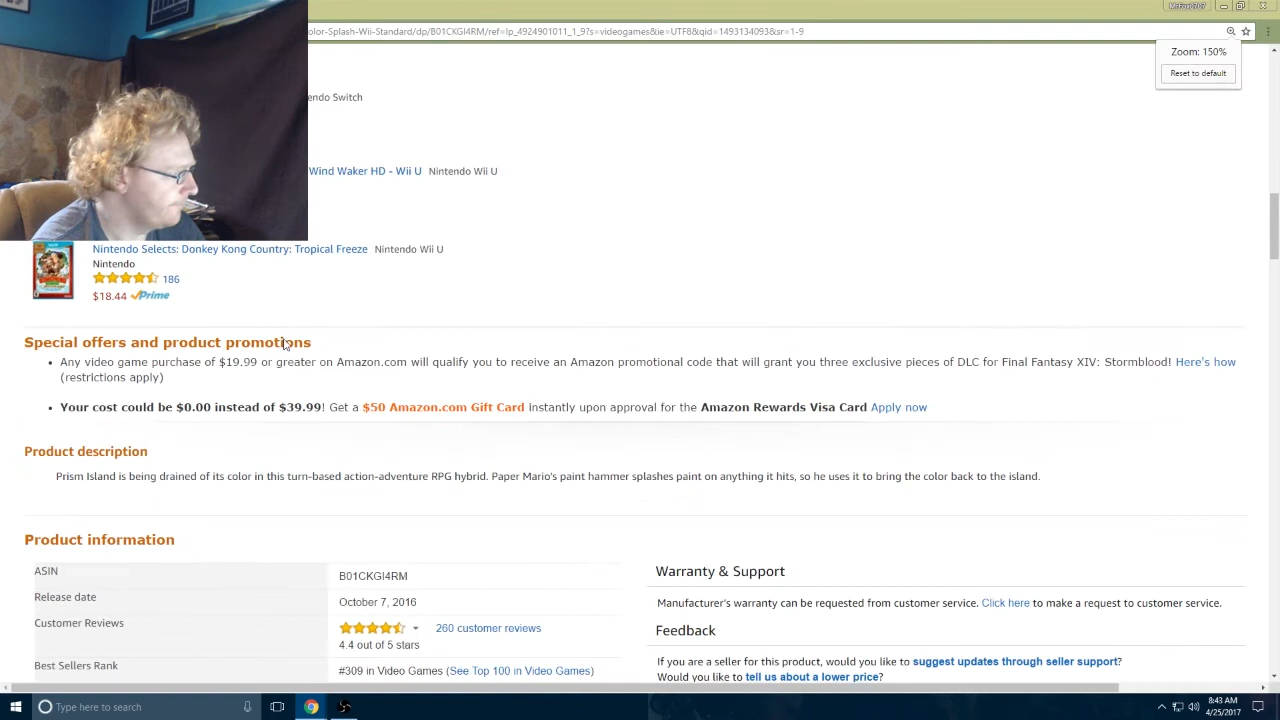 olor-Splash-Wii-Standard/dp/B01CKGI4RM/ref=lp_4924901011_1_9?s=videogames&ie=UTF8&qid=1493134093&sr=1-9
Zoom: 150%
Reset to default
endo Switch
Wind Waker HD - Wii U Nintendo Wii U
Nintendo Selects: Donkey Kong Country: Tropical Freeze Nintendo Wii U
Nintendo
186
$18.44 Prime
Special offers and product promotions
Any video game purchase of $19.99 or greater on Amazon.com will qualify you to receive an Amazon promotional code that will grant you three exclusive pieces of DLC for Final Fantasy XIV: Stormblood! Here's how
(restrictions apply)
Your cost could be $0.00 instead of $39.99! Get a $50 Amazon.com Gift Card instantly upon approval for the Amazon Rewards Visa Card Apply now
Product description
Prism Island is being drained of its color in this turn-based action-adventure RPG hybrid. Paper Mario's paint hammer splashes paint on anything it hits, so he uses it to bring the color back to the island.
Product information
ASIN B01CKGI4RM
Release date October 7, 2016
Customer Reviews 260 customer reviews
4.4 out of 5 stars
Best Sellers Rank #309 in Video Games (See Top 100 in Video Games)
Warranty & Support
Manufacturer's warranty can be requested from customer service. Click here to make a request to customer service.
Feedback
If you are a seller for this product, would you like to suggest updates through seller support?
Would you like to tell us about a lower price?
Type here to search
8:43 AM
4/25/2017